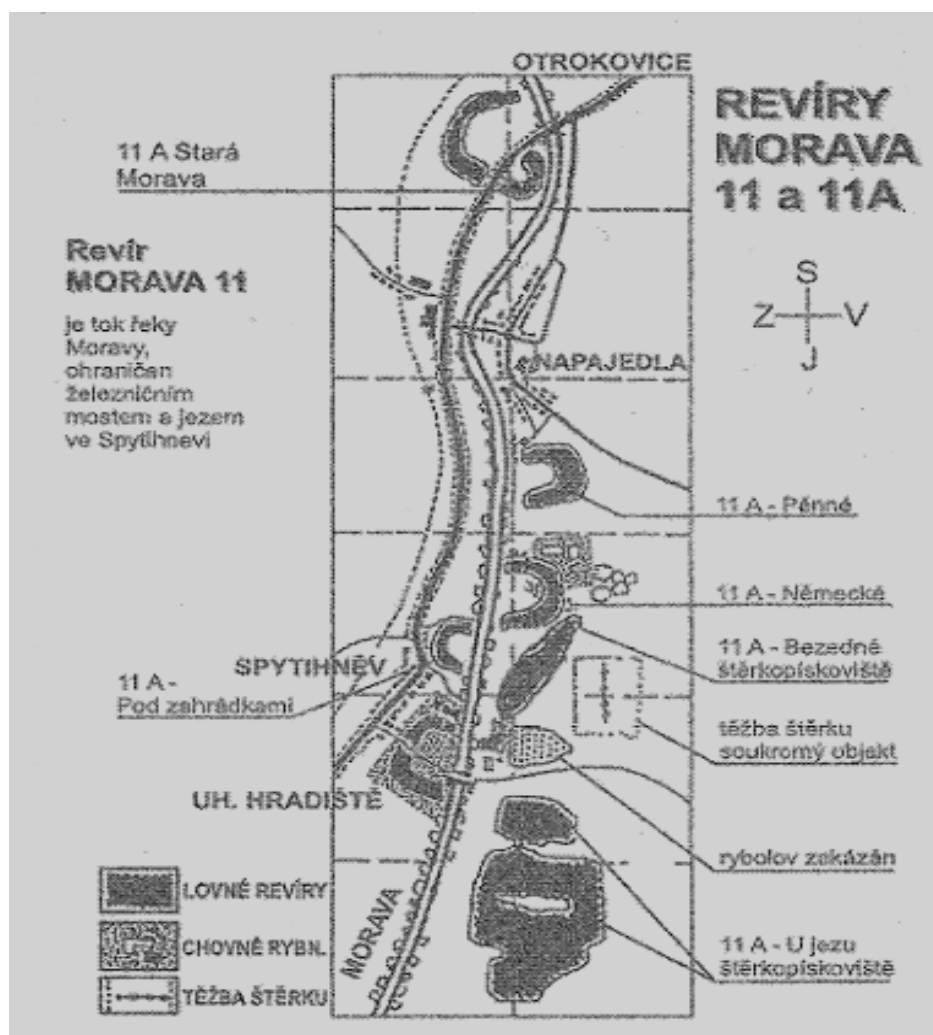 OTROKOVICE
REVÍRY
MORAVA
11 a 11A
11 A Stará
Morava
Revír
MORAVA 11
je tok řeky
Moravy,
ohraničan
železničním
mostem a jezem
ve Spytihnevi
S
Z
V
J
NAPAJEDLA
11 A - Pěnné
11 A - Německé
11 A - Bezedné
štěrkopískoviště
SPYTIHNĚV
11 A -
Pod zahrádkami
těžba štěrku
soukromý objekt
UH. HRADIŠTĚ
rybolov zakázán
MORAVA
11 A - U jezu
štěrkopískoviště
LOVNÉ REVÍRY
CHOVNÉ RYBN.
TĚŽBA ŠTĚRKU